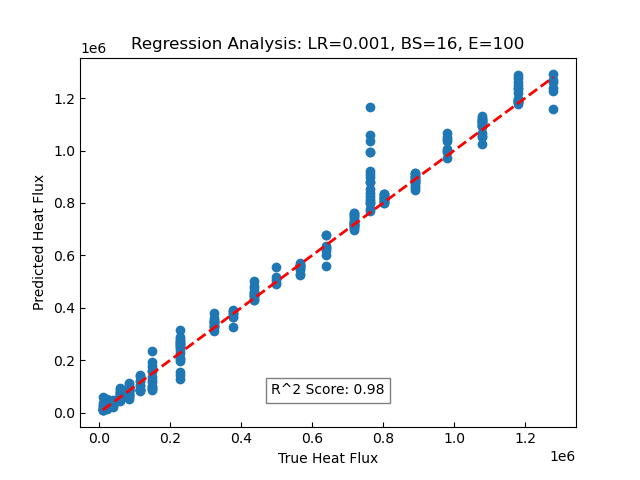 Regression Analysis: LR=0.001, BS=16, E=100
1e6
1.2
1.0
0.8
0.6
0.4
0.2
0.0
Predicted Heat Flux
R^2 Score: 0.98
0.0 0.2 0.4 0.6 0.8 1.0 1.2
1e6
True Heat Flux